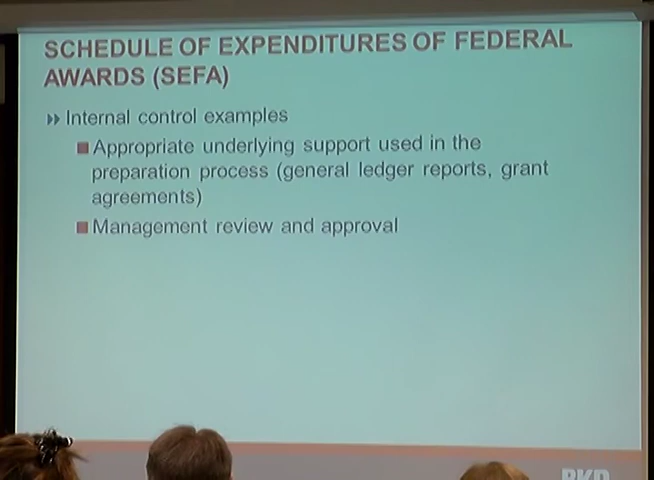 SCHEDULE OF EXPENDITURES OF FEDERAL
AWARDS (SEFA)
Internal control examples
Appropriate underlying support used in the
preparation process (general ledger reports, grant
agreements)
Management review and approval